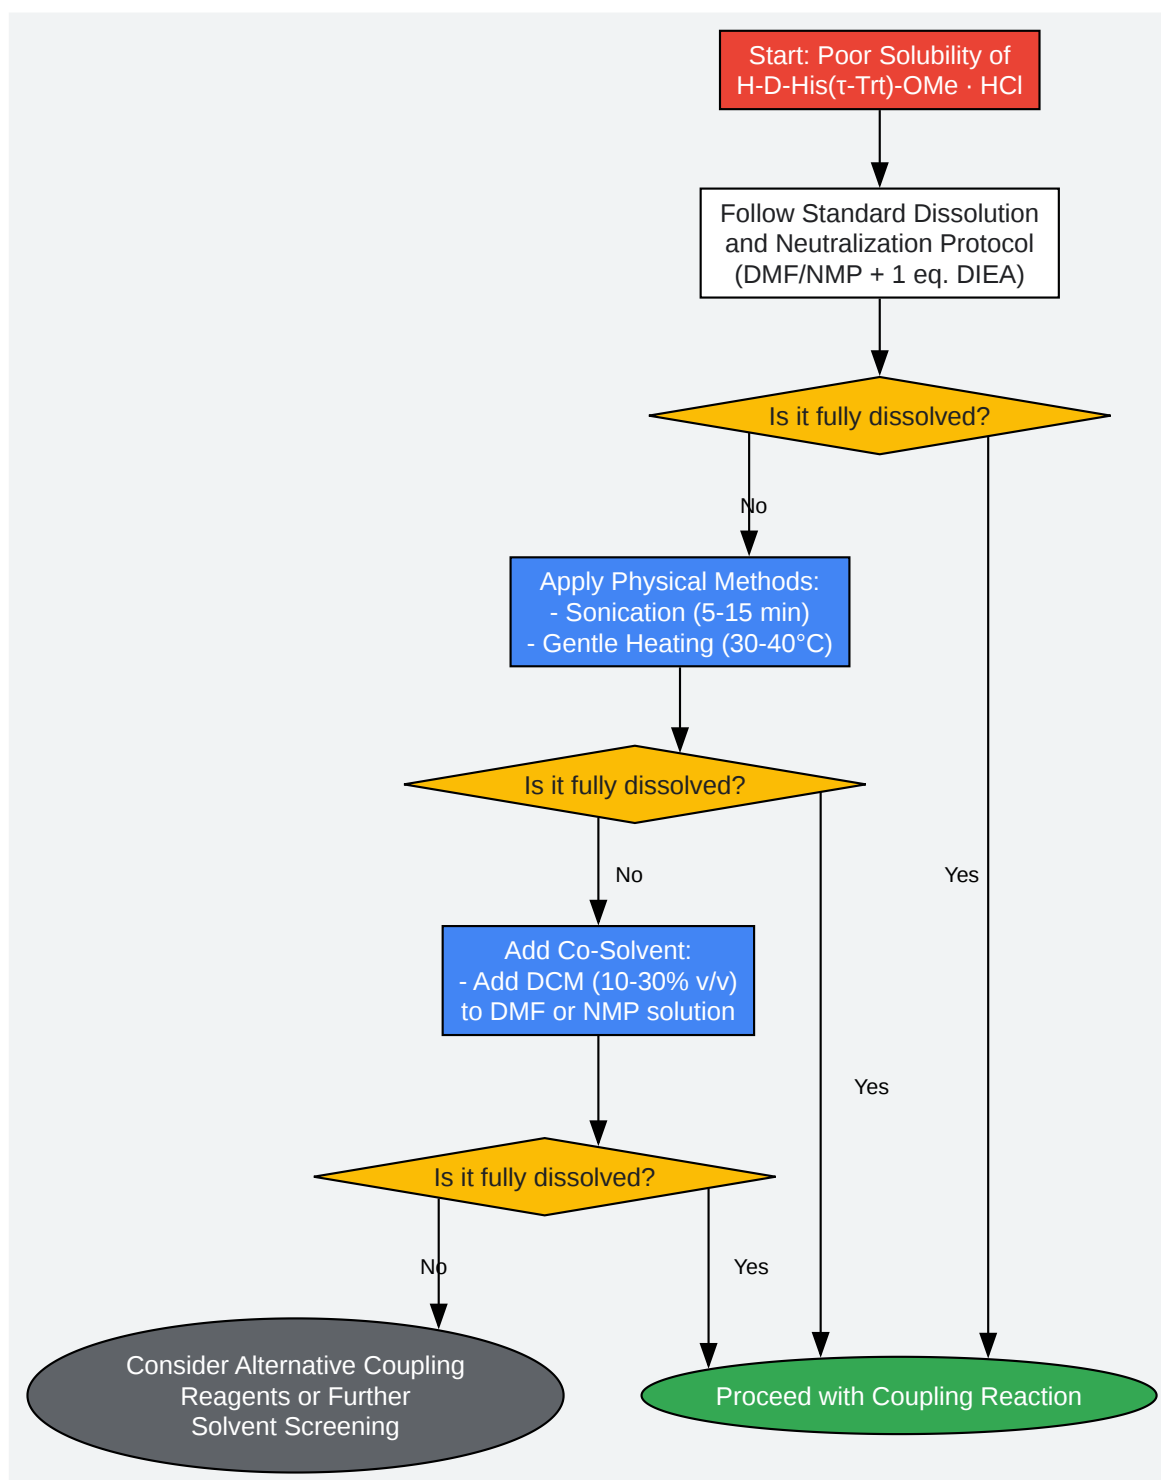 Start: Poor Solubility of
H-D-His(τ-Trt)-OMe · HCl
Follow Standard Dissolution
and Neutralization Protocol
(DMF/NMP + 1 eq. DIEA)
Is it fully dissolved?
No
Apply Physical Methods:
- Sonication (5-15 min)
- Gentle Heating (30-40°C)
Is it fully dissolved?
No
Yes
Add Co-Solvent:
- Add DCM (10-30% v/v)
to DMF or NMP solution
Yes
Is it fully dissolved?
No
Yes
Consider Alternative Coupling
Reagents or Further
Solvent Screening
Proceed with Coupling Reaction